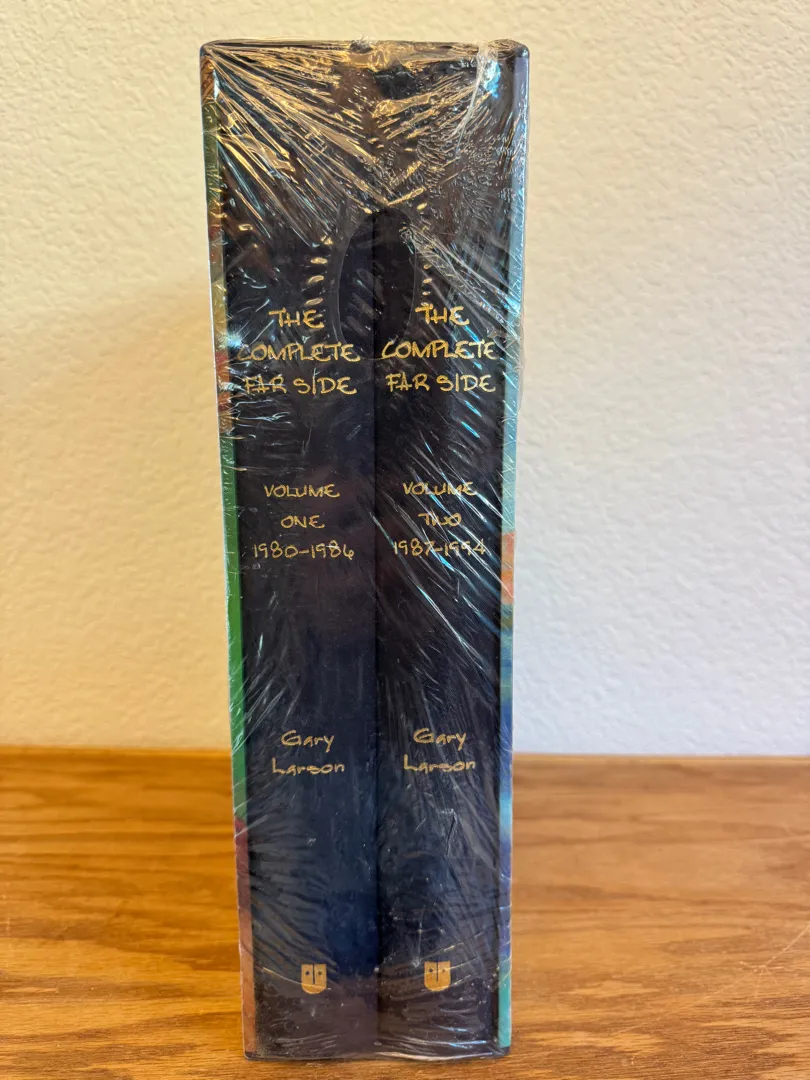 THE
COMPLETE
FAR SIDE
VOLUME
ONE
1980-1986
Gary
Larson
THE
COMPLETE
FAR SIDE
VOLUME
TWO
1987-1994
Gary
Larson